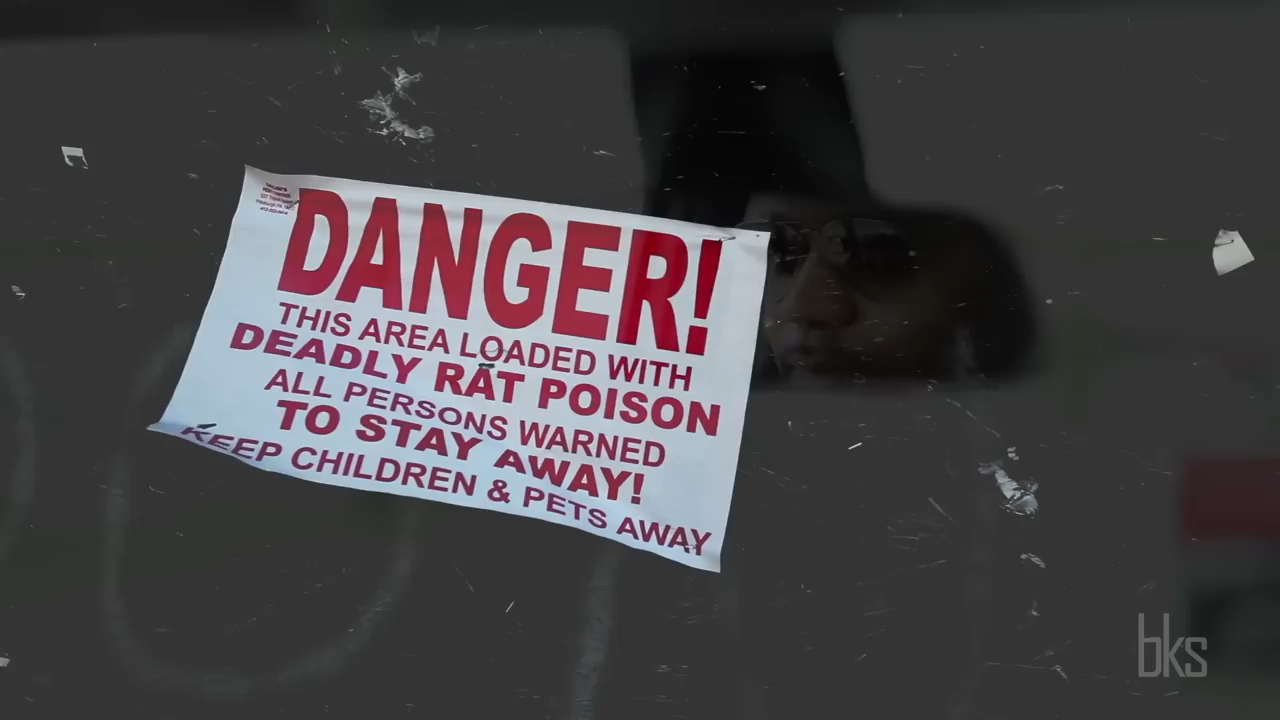 DANGER!
THIS AREA LOADED WITH
DEADLY RAT POISON
ALL PERSONS WARNED
TO STAY AWAY!
KEEP CHILDREN & PETS AWAY
bks